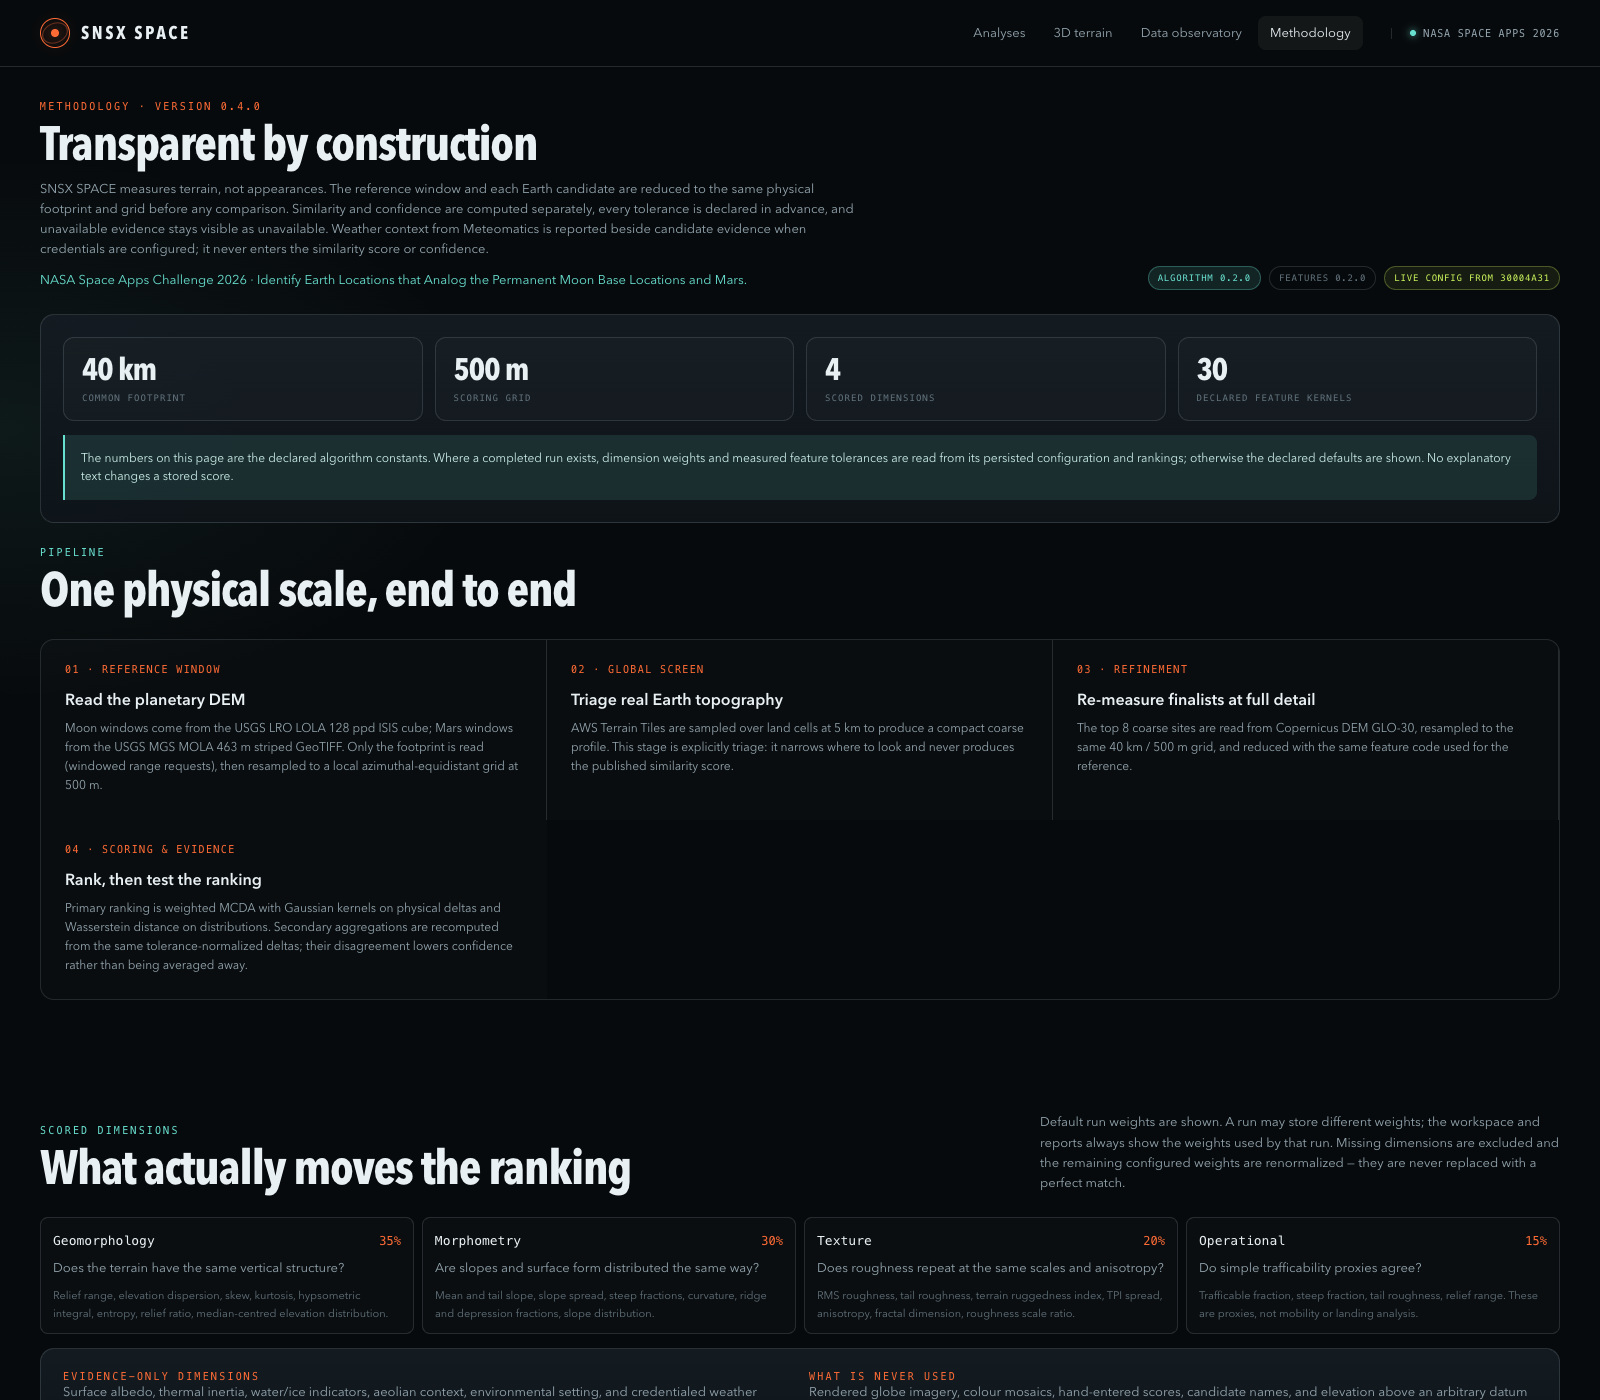 SNSX SPACE
Analyses
3D terrain
Data observatory
Methodology
NASA SPACE APPS 2026
METHODOLOGY · VERSION 0.4.0
Transparent by construction
SNSX SPACE measures terrain, not appearances. The reference window and each Earth candidate are reduced to the same physical
footprint and grid before any comparison. Similarity and confidence are computed separately, every tolerance is declared in advance, and
unavailable evidence stays visible as unavailable. Weather context from Meteomatics is reported beside candidate evidence when
credentials are configured; it never enters the similarity score or confidence.
NASA Space Apps Challenge 2026 · Identify Earth Locations that Analog the Permanent Moon Base Locations and Mars.
ALGORITHM 0.2.0
FEATURES 0.2.0
LIVE CONFIG FROM 30004A31
40 km
COMMON FOOTPRINT
500 m
SCORING GRID
4
SCORED DIMENSIONS
30
DECLARED FEATURE KERNELS
The numbers on this page are the declared algorithm constants. Where a completed run exists, dimension weights and measured feature tolerances are read from its persisted configuration and rankings; otherwise the declared defaults are shown. No explanatory
text changes a stored score.
PIPELINE
One physical scale, end to end
01 · REFERENCE WINDOW
Read the planetary DEM
Moon windows come from the USGS LRO LOLA 128 ppd ISIS cube; Mars windows
from the USGS MGS MOLA 463 m striped GeoTIFF. Only the footprint is read
(windowed range requests), then resampled to a local azimuthal-equidistant grid at
500 m.
02 · GLOBAL SCREEN
Triage real Earth topography
AWS Terrain Tiles are sampled over land cells at 5 km to produce a compact coarse
profile. This stage is explicitly triage: it narrows where to look and never produces
the published similarity score.
03 · REFINEMENT
Re-measure finalists at full detail
The top 8 coarse sites are read from Copernicus DEM GLO-30, resampled to the
same 40 km / 500 m grid, and reduced with the same feature code used for the
reference.
04 · SCORING & EVIDENCE
Rank, then test the ranking
Primary ranking is weighted MCDA with Gaussian kernels on physical deltas and
Wasserstein distance on distributions. Secondary aggregations are recomputed
from the same tolerance-normalized deltas; their disagreement lowers confidence
rather than being averaged away.
SCORED DIMENSIONS
What actually moves the ranking
Default run weights are shown. A run may store different weights; the workspace and
reports always show the weights used by that run. Missing dimensions are excluded and
the remaining configured weights are renormalized — they are never replaced with a
perfect match.
Geomorphology 35%
Does the terrain have the same vertical structure?
Relief range, elevation dispersion, skew, kurtosis, hypsometric
integral, entropy, relief ratio, median-centred elevation distribution.
Morphometry 30%
Are slopes and surface form distributed the same way?
Mean and tail slope, slope spread, steep fractions, curvature, ridge
and depression fractions, slope distribution.
Texture 20%
Does roughness repeat at the same scales and anisotropy?
RMS roughness, tail roughness, terrain ruggedness index, TPI spread,
anisotropy, fractal dimension, roughness scale ratio.
Operational 15%
Do simple trafficability proxies agree?
Trafficable fraction, steep fraction, tail roughness, relief range. These
are proxies, not mobility or landing analysis.
EVIDENCE-ONLY DIMENSIONS
Surface albedo, thermal inertia, water/ice indicators, aeolian context, environmental setting, and credentialed weather
WHAT IS NEVER USED
Rendered globe imagery, colour mosaics, hand-entered scores, candidate names, and elevation above an arbitrary datum